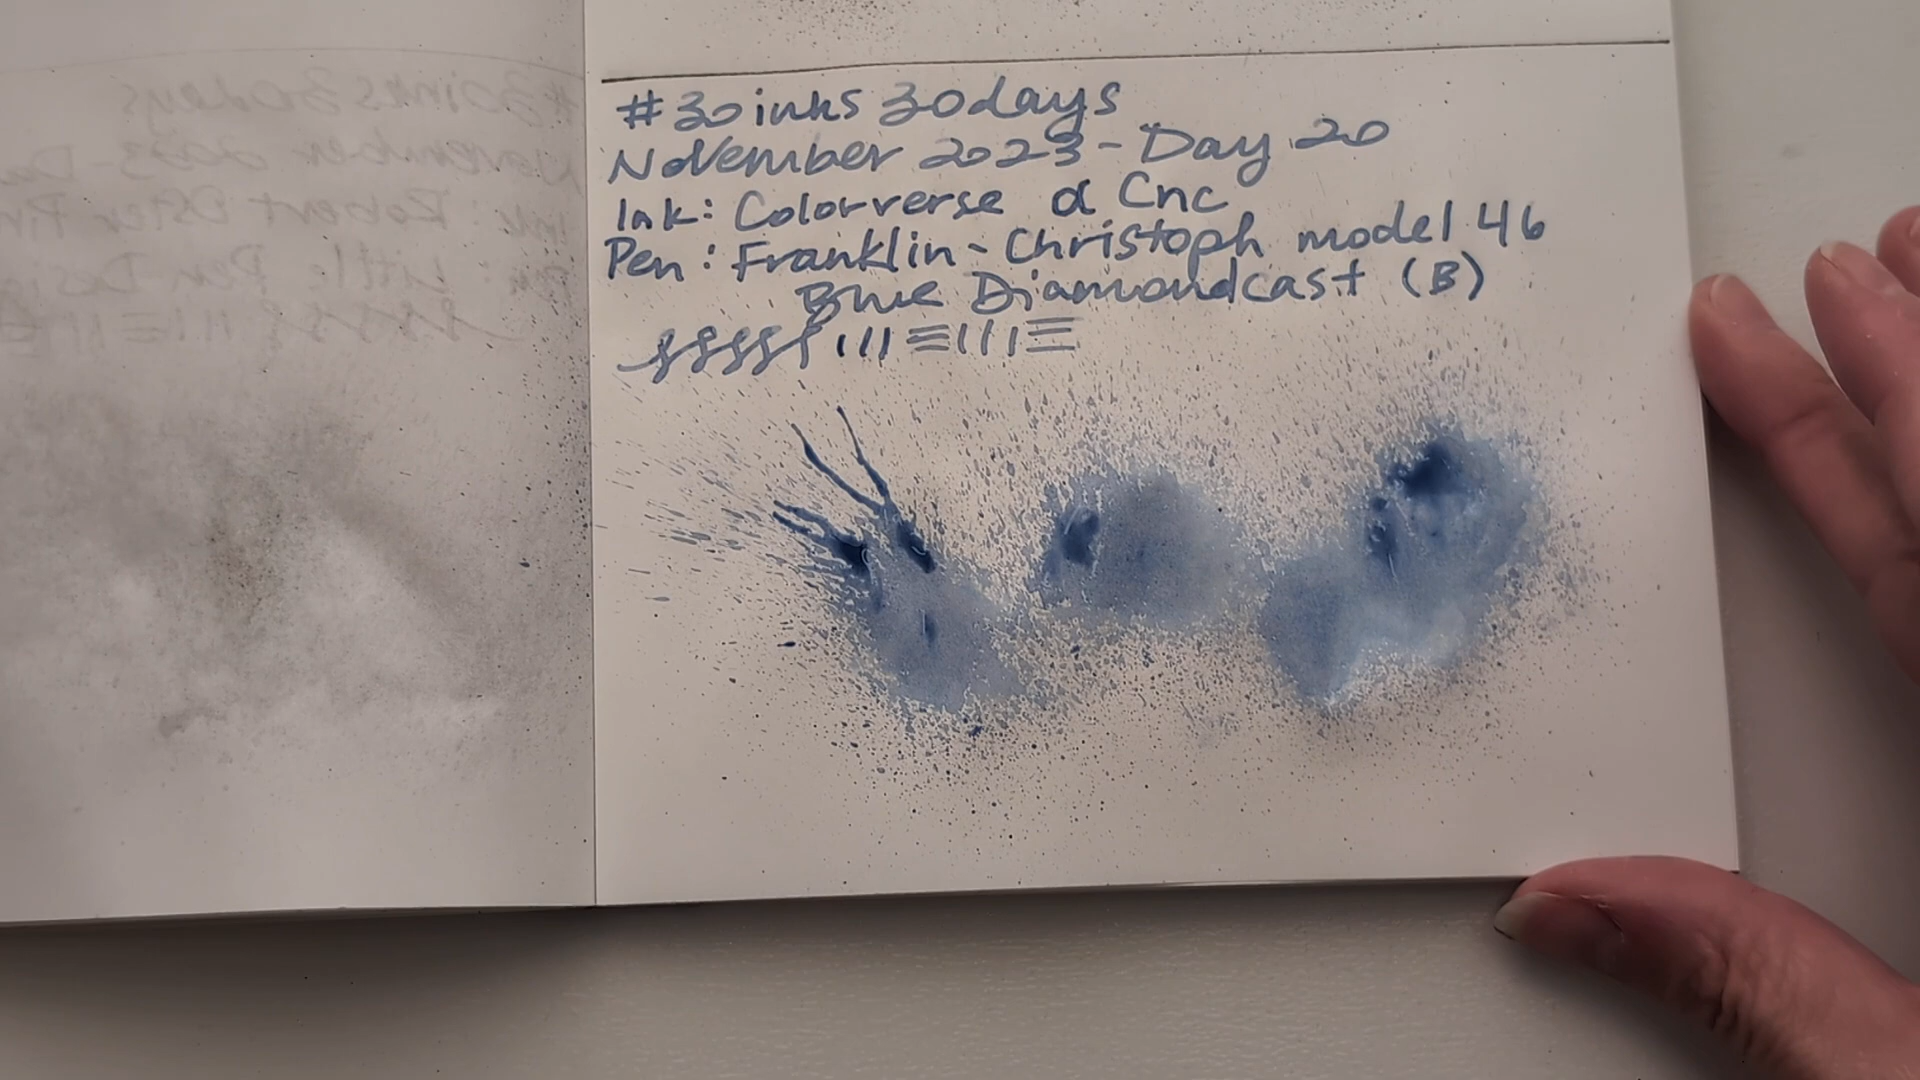 #30inks30days
November 2023 - Day 20
Ink: Colorverse α Cnc
Pen: Franklin-Christoph model 46
Blue Diamondcast (B)